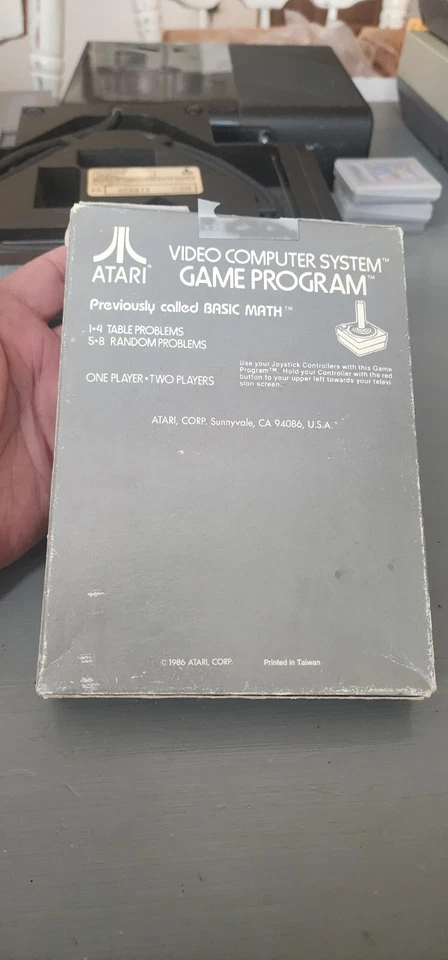 ATARI®
VIDEO COMPUTER SYSTEM™
GAME PROGRAM™
Previously called BASIC MATH™
1•4 TABLE PROBLEMS
5•8 RANDOM PROBLEMS
ONE PLAYER•TWO PLAYERS
Use your Joystick Controllers with this Game
Program™. Hold your Controller with the red
button to your upper left towards your televi-
sion screen.
ATARI, CORP. Sunnyvale, CA 94086, U.S.A.
© 1986 ATARI, CORP. Printed in Taiwan